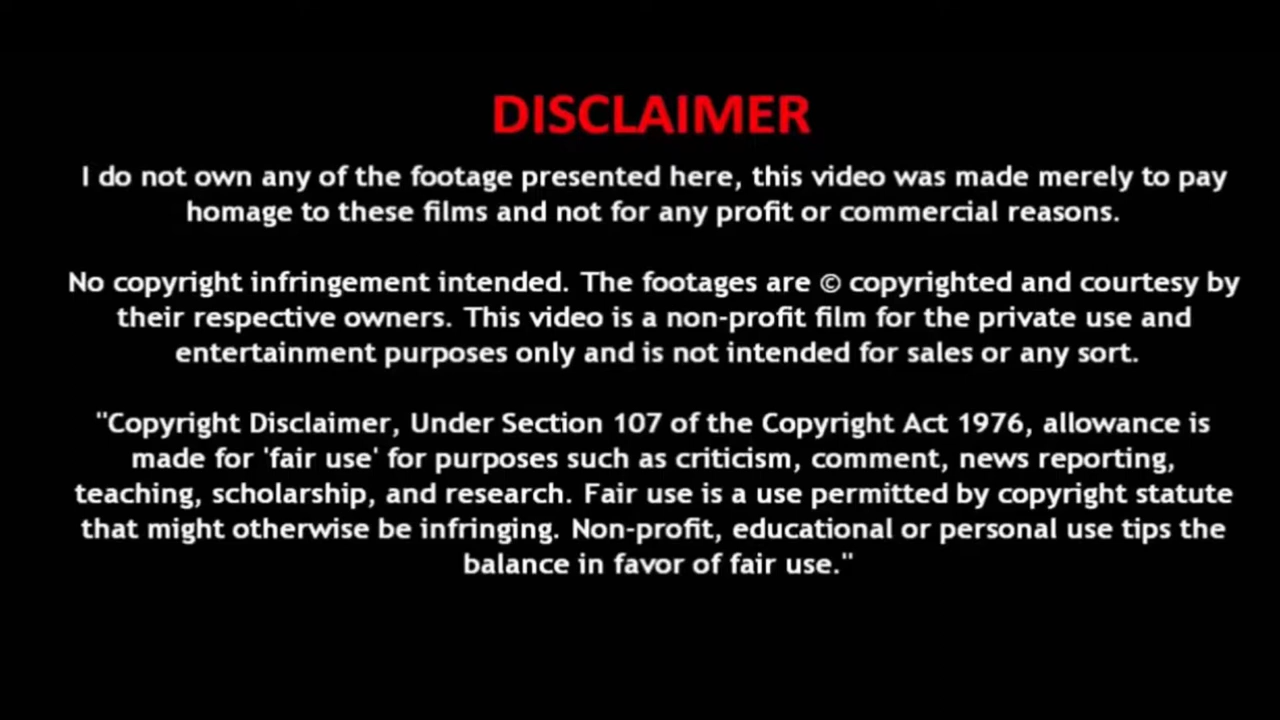 DISCLAIMER
I do not own any of the footage presented here, this video was made merely to pay
homage to these films and not for any profit or commercial reasons.
No copyright infringement intended. The footages are © copyrighted and courtesy by
their respective owners. This video is a non-profit film for the private use and
entertainment purposes only and is not intended for sales or any sort.
"Copyright Disclaimer, Under Section 107 of the Copyright Act 1976, allowance is
made for 'fair use' for purposes such as criticism, comment, news reporting,
teaching, scholarship, and research. Fair use is a use permitted by copyright statute
that might otherwise be infringing. Non-profit, educational or personal use tips the
balance in favor of fair use."